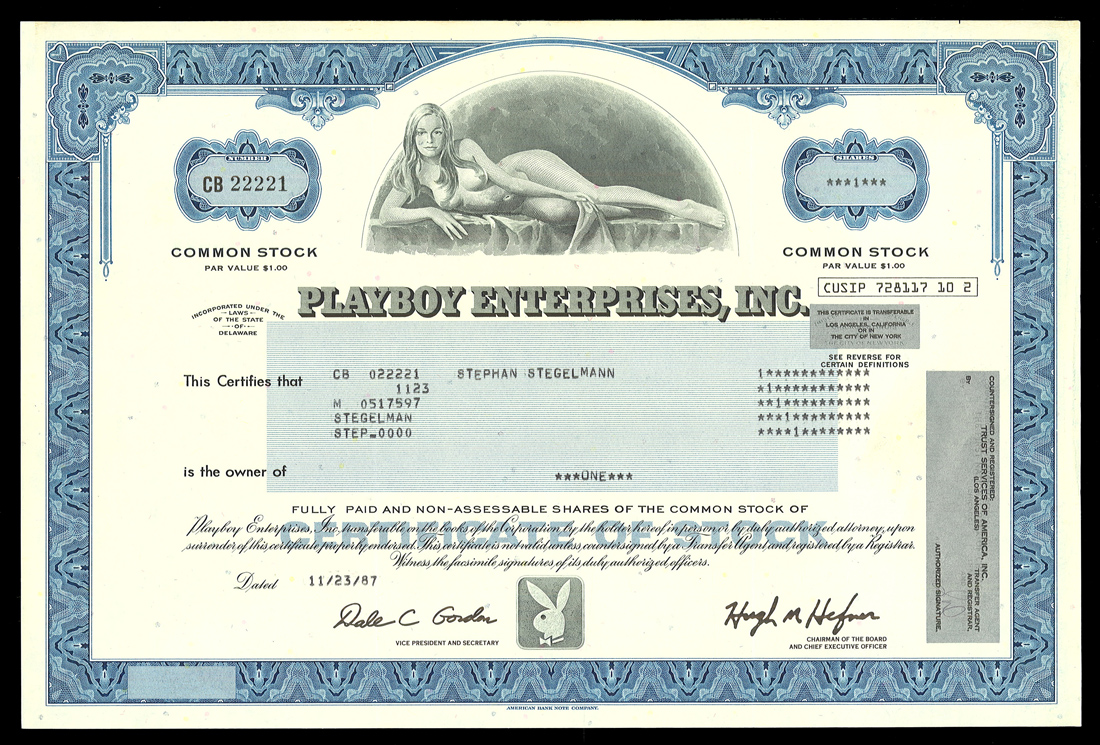 NUMBER
CB 22221
SHARES
***1***
COMMON STOCK
PAR VALUE $1.00
COMMON STOCK
PAR VALUE $1.00
CUSIP 728117 10 2
PLAYBOY ENTERPRISES, INC.
INCORPORATED UNDER THE
LAWS
OF THE STATE
-OF-
DELAWARE
THIS CERTIFICATE IS TRANSFERABLE
IN
LOS ANGELES, CALIFORNIA
OR IN
THE CITY OF NEW YORK
SEE REVERSE FOR
CERTAIN DEFINITIONS
This Certifies that
CB 022221 STEPHAN STEGELMANN 1************
1123 *1***********
M 0517597 **1**********
STEGELMAN ***1*********
STEP=0000 ****1********
is the owner of
***ONE***
FULLY PAID AND NON-ASSESSABLE SHARES OF THE COMMON STOCK OF
CERTIFICATE OF STOCK
Playboy Enterprises, Inc., transferable on the books of the Corporation by the holder hereof in person or by duly authorized attorney, upon
surrender of this certificate properly endorsed. This certificate is not valid unless countersigned by a Transfer Agent and registered by a Registrar.
Witness, the facsimile signatures of its duly authorized officers.
Dated 11/23/87
Dale C Gordon
VICE PRESIDENT AND SECRETARY
Hugh M Hefner
CHAIRMAN OF THE BOARD
AND CHIEF EXECUTIVE OFFICER
COUNTERSIGNED AND REGISTERED:
TRUST SERVICES OF AMERICA, INC.
(LOS ANGELES)
TRANSFER AGENT
AND REGISTRAR,
BY
AUTHORIZED SIGNATURE.
AMERICAN BANK NOTE COMPANY.